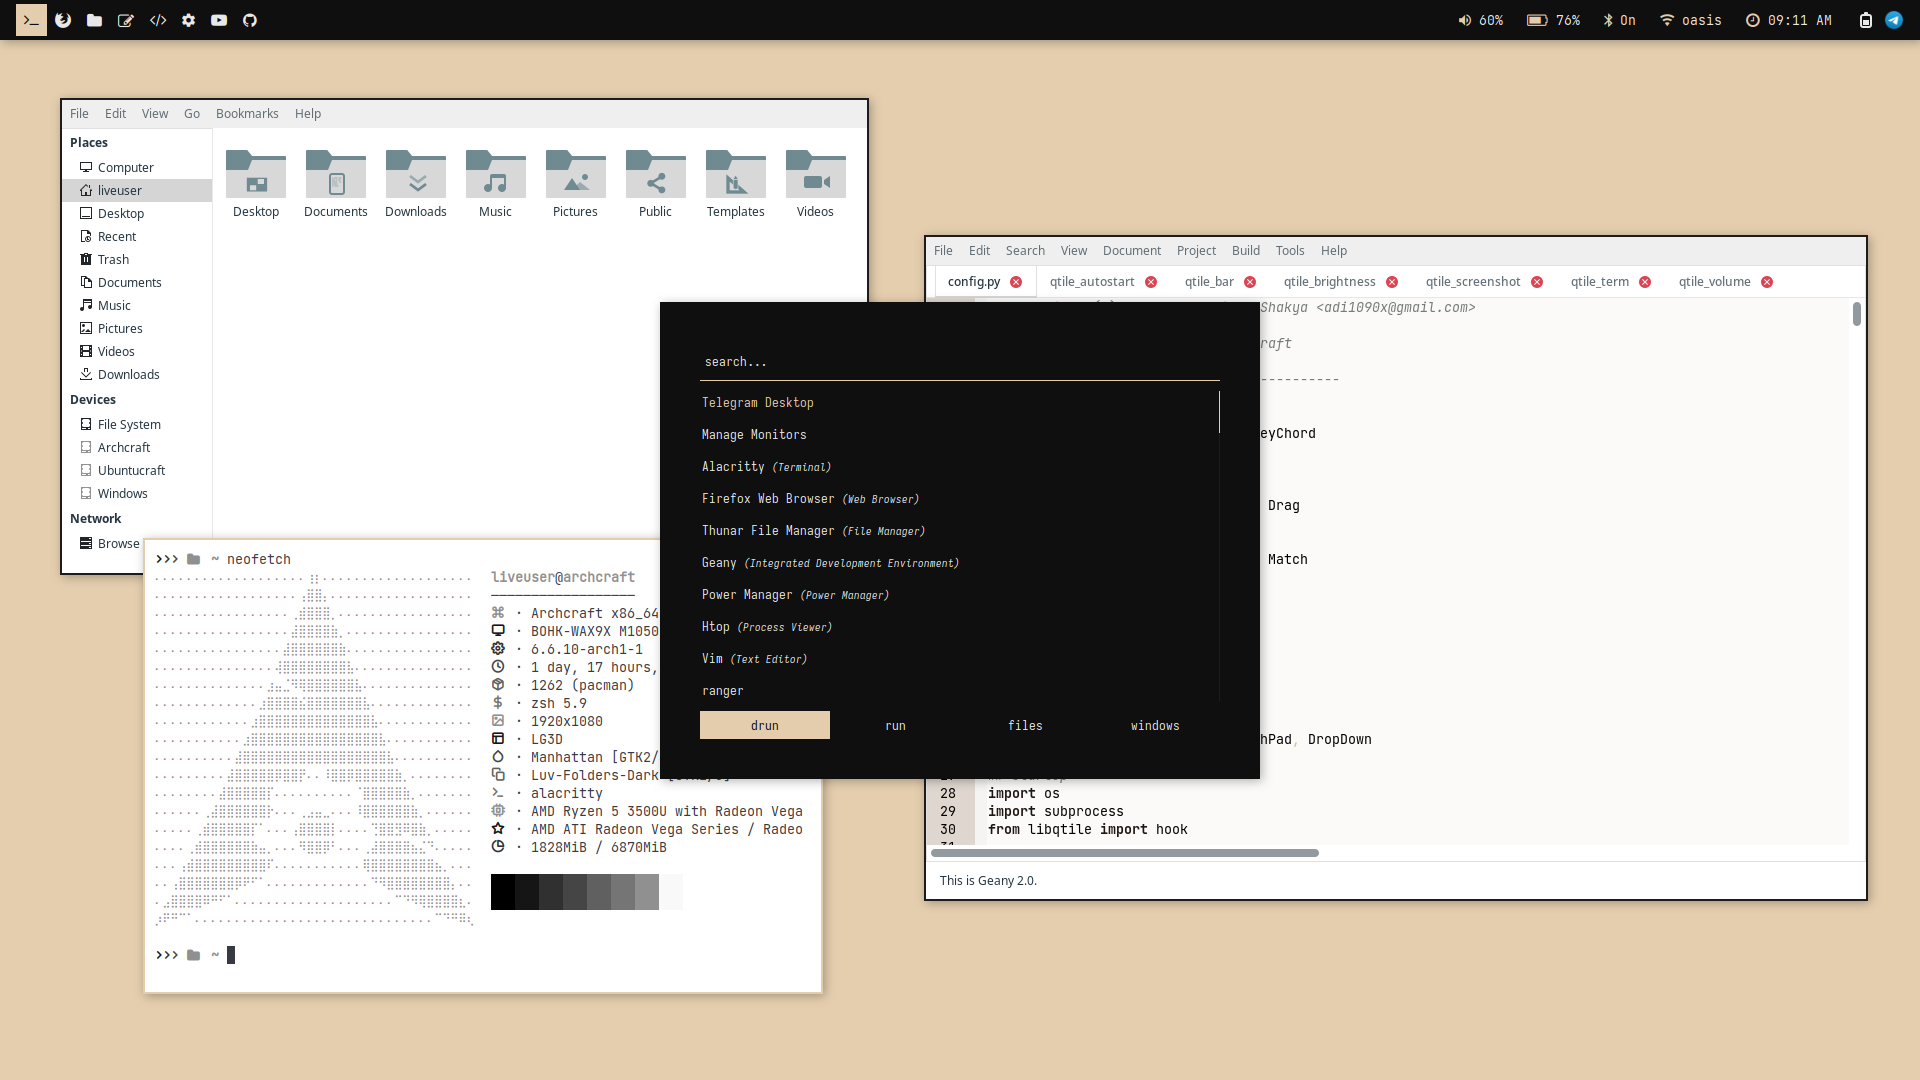 60%
76%
On
oasis
09:11 AM
File Edit View Go Bookmarks Help
Places
Computer
liveuser
Desktop
Recent
Trash
Documents
Music
Pictures
Videos
Downloads
Devices
File System
Archcraft
Ubuntucraft
Windows
Network
Browse
Desktop Documents Downloads Music Pictures Public Templates Videos
>>> ~ neofetch
liveuser@archcraft
· Archcraft x86_64
· BOHK-WAX9X M1050
· 6.6.10-arch1-1
· 1 day, 17 hours,
· 1262 (pacman)
· zsh 5.9
· 1920x1080
· LG3D
· Manhattan [GTK2/
· Luv-Folders-Dark
· alacritty
· AMD Ryzen 5 3500U with Radeon Vega
· AMD ATI Radeon Vega Series / Radeo
· 1828MiB / 6870MiB
>>> ~
search...
Telegram Desktop
Manage Monitors
Alacritty (Terminal)
Firefox Web Browser (Web Browser)
Thunar File Manager (File Manager)
Geany (Integrated Development Environment)
Power Manager (Power Manager)
Htop (Process Viewer)
Vim (Text Editor)
ranger
drun run files windows
File Edit Search View Document Project Build Tools Help
config.py qtile_autostart qtile_bar qtile_brightness qtile_screenshot qtile_term qtile_volume
Shakya <adi1090x@gmail.com>
raft
----------
eyChord
Drag
Match
hPad, DropDown
28 import os
29 import subprocess
30 from libqtile import hook
This is Geany 2.0.